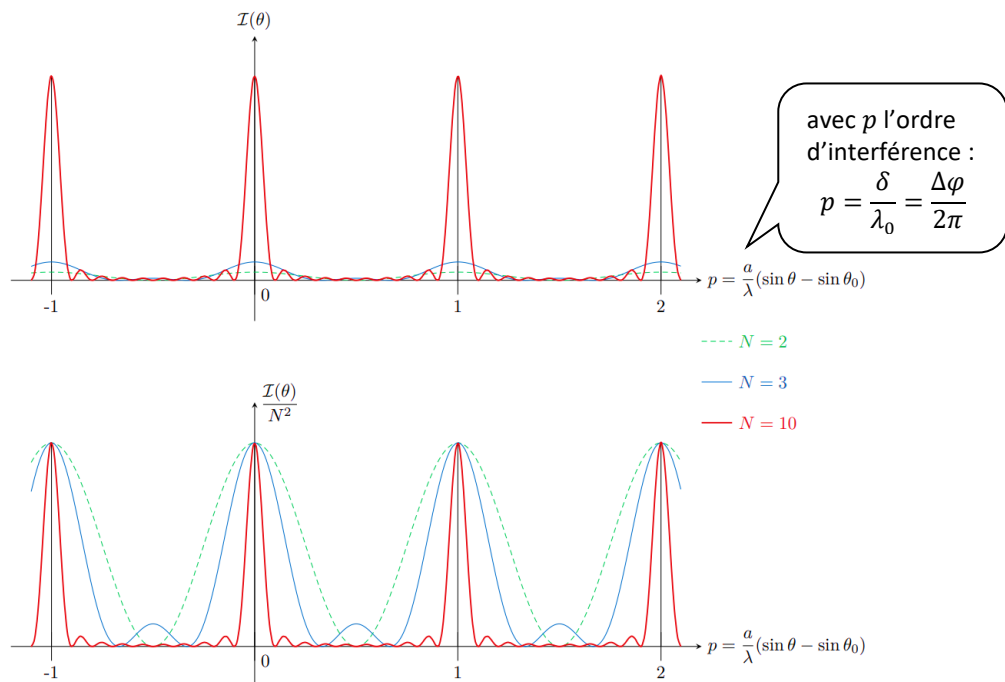 𝓘(θ)
avec p l'ordre
d'interférence :
p = δ/λ₀ = Δφ/2π
p = a/λ (sin θ − sin θ₀)
-1
0
1
2
N = 2
N = 3
N = 10
𝓘(θ)/N²
p = a/λ (sin θ − sin θ₀)
-1
0
1
2